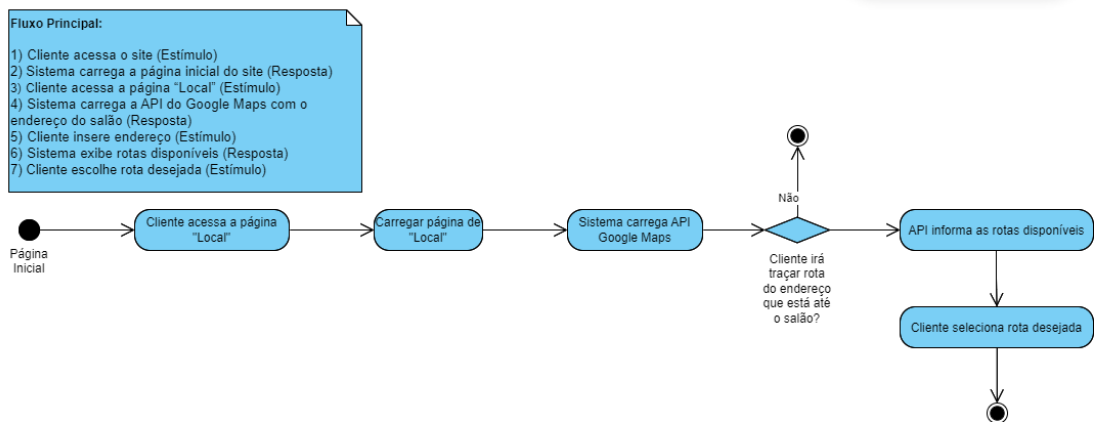 Fluxo Principal:
1) Cliente acessa o site (Estímulo)
2) Sistema carrega a página inicial do site (Resposta)
3) Cliente acessa a página “Local” (Estímulo)
4) Sistema carrega a API do Google Maps com o
endereço do salão (Resposta)
5) Cliente insere endereço (Estímulo)
6) Sistema exibe rotas disponíveis (Resposta)
7) Cliente escolhe rota desejada (Estímulo)
Página
Inicial
Cliente acessa a página
"Local"
Carregar página de
"Local"
Sistema carrega API
Google Maps
Não
Cliente irá
traçar rota
do endereço
que está até
o salão?
API informa as rotas disponíveis
Cliente seleciona rota desejada